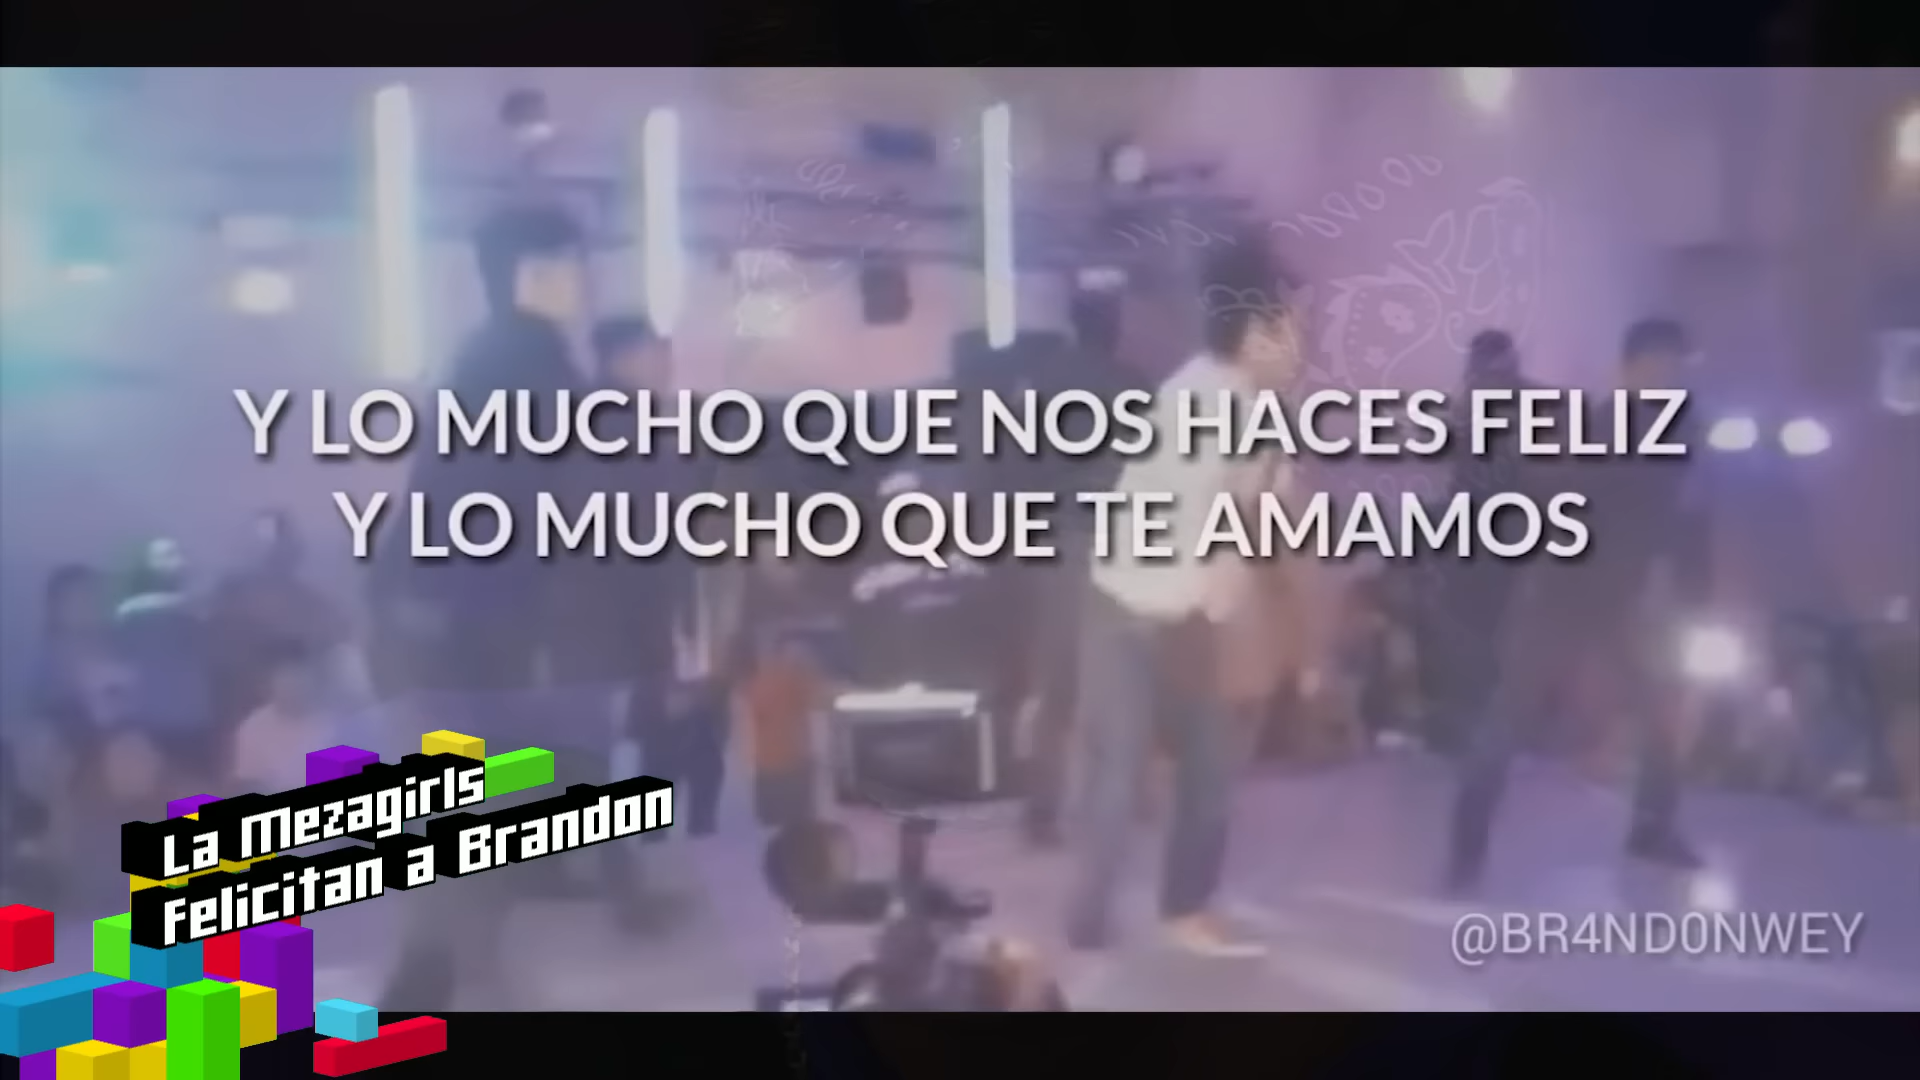 Y LO MUCHO QUE NOS HACES FELIZ
Y LO MUCHO QUE TE AMAMOS
La Mezagirls
Felicitan a Brandon
@BR4ND0NWEY